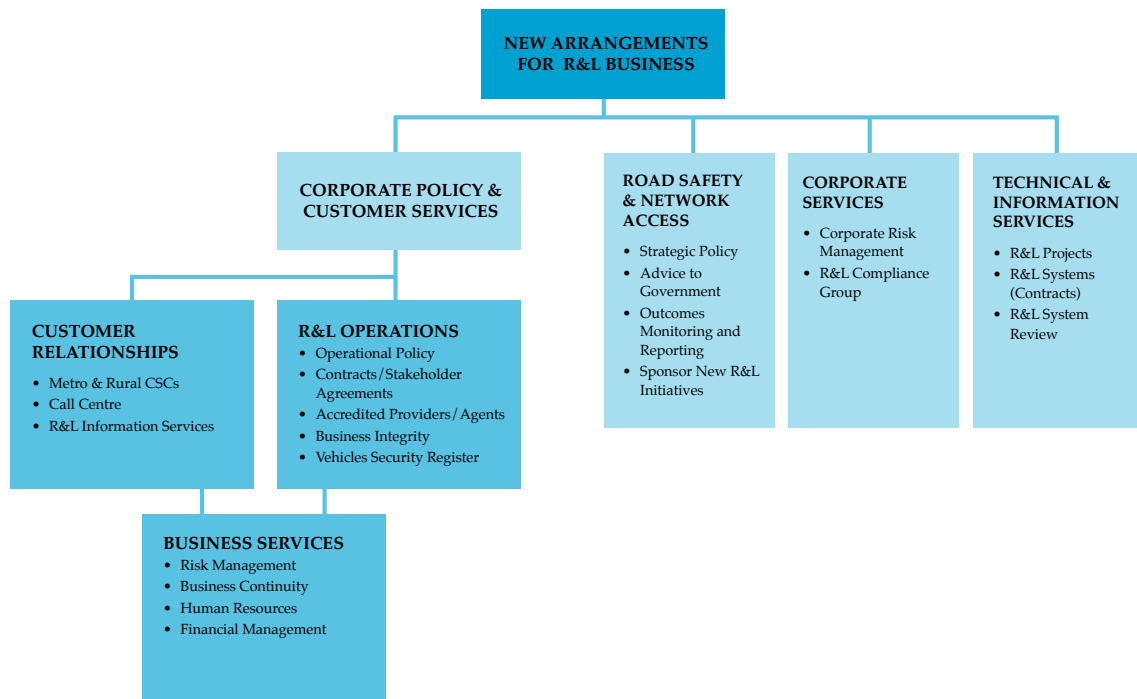 NEW ARRANGEMENTS
FOR R&L BUSINESS
CORPORATE POLICY &
CUSTOMER SERVICES
ROAD SAFETY
& NETWORK
ACCESS
• Strategic Policy
• Advice to
Government
• Outcomes
Monitoring and
Reporting
• Sponsor New R&L
Initiatives
CORPORATE
SERVICES
• Corporate Risk
Management
• R&L Compliance
Group
TECHNICAL &
INFORMATION
SERVICES
• R&L Projects
• R&L Systems
(Contracts)
• R&L System
Review
CUSTOMER
RELATIONSHIPS
• Metro & Rural CSCs
• Call Centre
• R&L Information Services
R&L OPERATIONS
• Operational Policy
• Contracts/Stakeholder
Agreements
• Accredited Providers/Agents
• Business Integrity
• Vehicles Security Register
BUSINESS SERVICES
• Risk Management
• Business Continuity
• Human Resources
• Financial Management